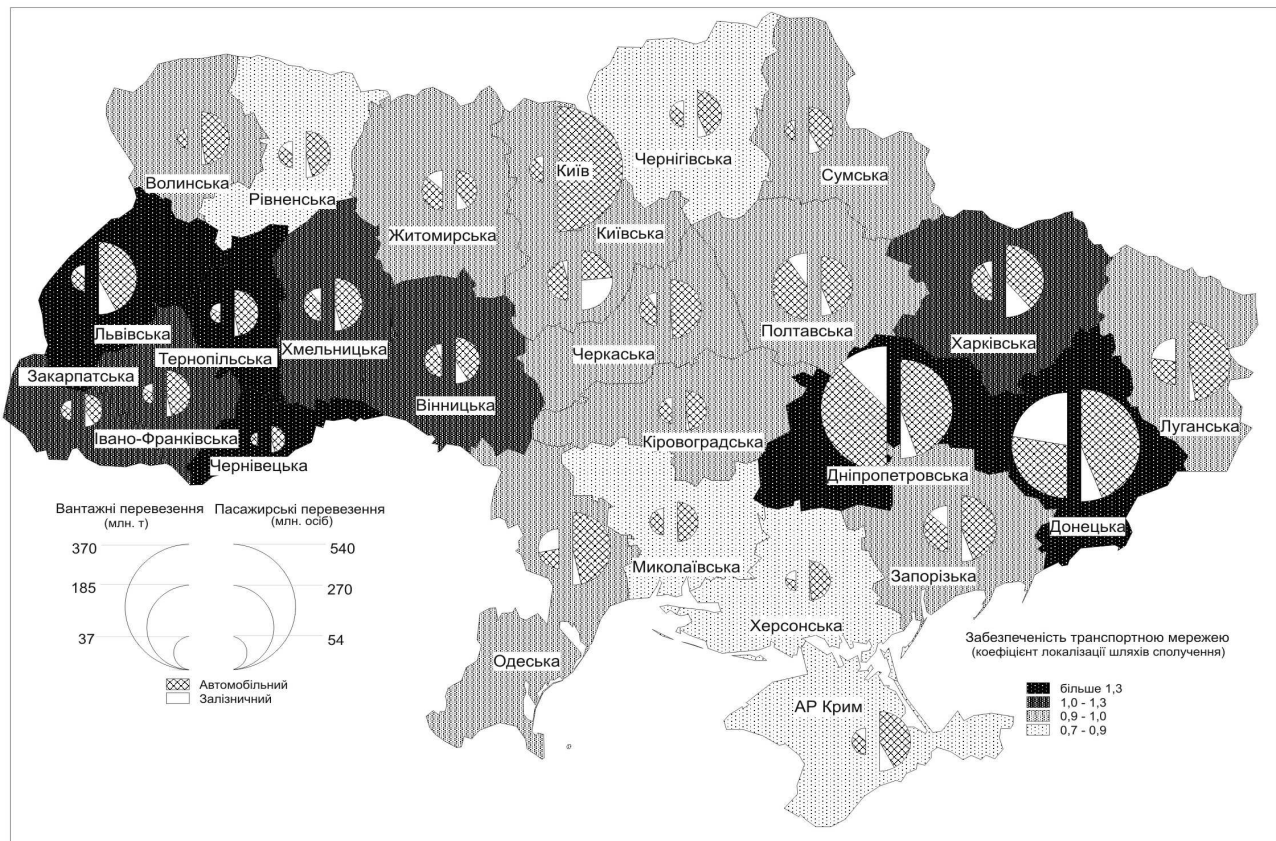 Київ
Чернігівська
Сумська
Волинська
Рівненська
Житомирська
Київська
Львівська
Тернопільська
Хмельницька
Черкаська
Полтавська
Харківська
Закарпатська
Вінницька
Луганська
Івано-Франківська
Чернівецька
Кіровоградська
Дніпропетровська
Донецька
Миколаївська
Запорізька
Херсонська
Одеська
АР Крим
Вантажні перевезення
(млн. т)
Пасажирські перевезення
(млн. осіб)
370
540
185
270
37
54
Автомобільний
Залізничний
Забезпеченість транспортною мережею
(коефіцієнт локалізації шляхів сполучення)
більше 1,3
1,0 - 1,3
0,9 - 1,0
0,7 - 0,9